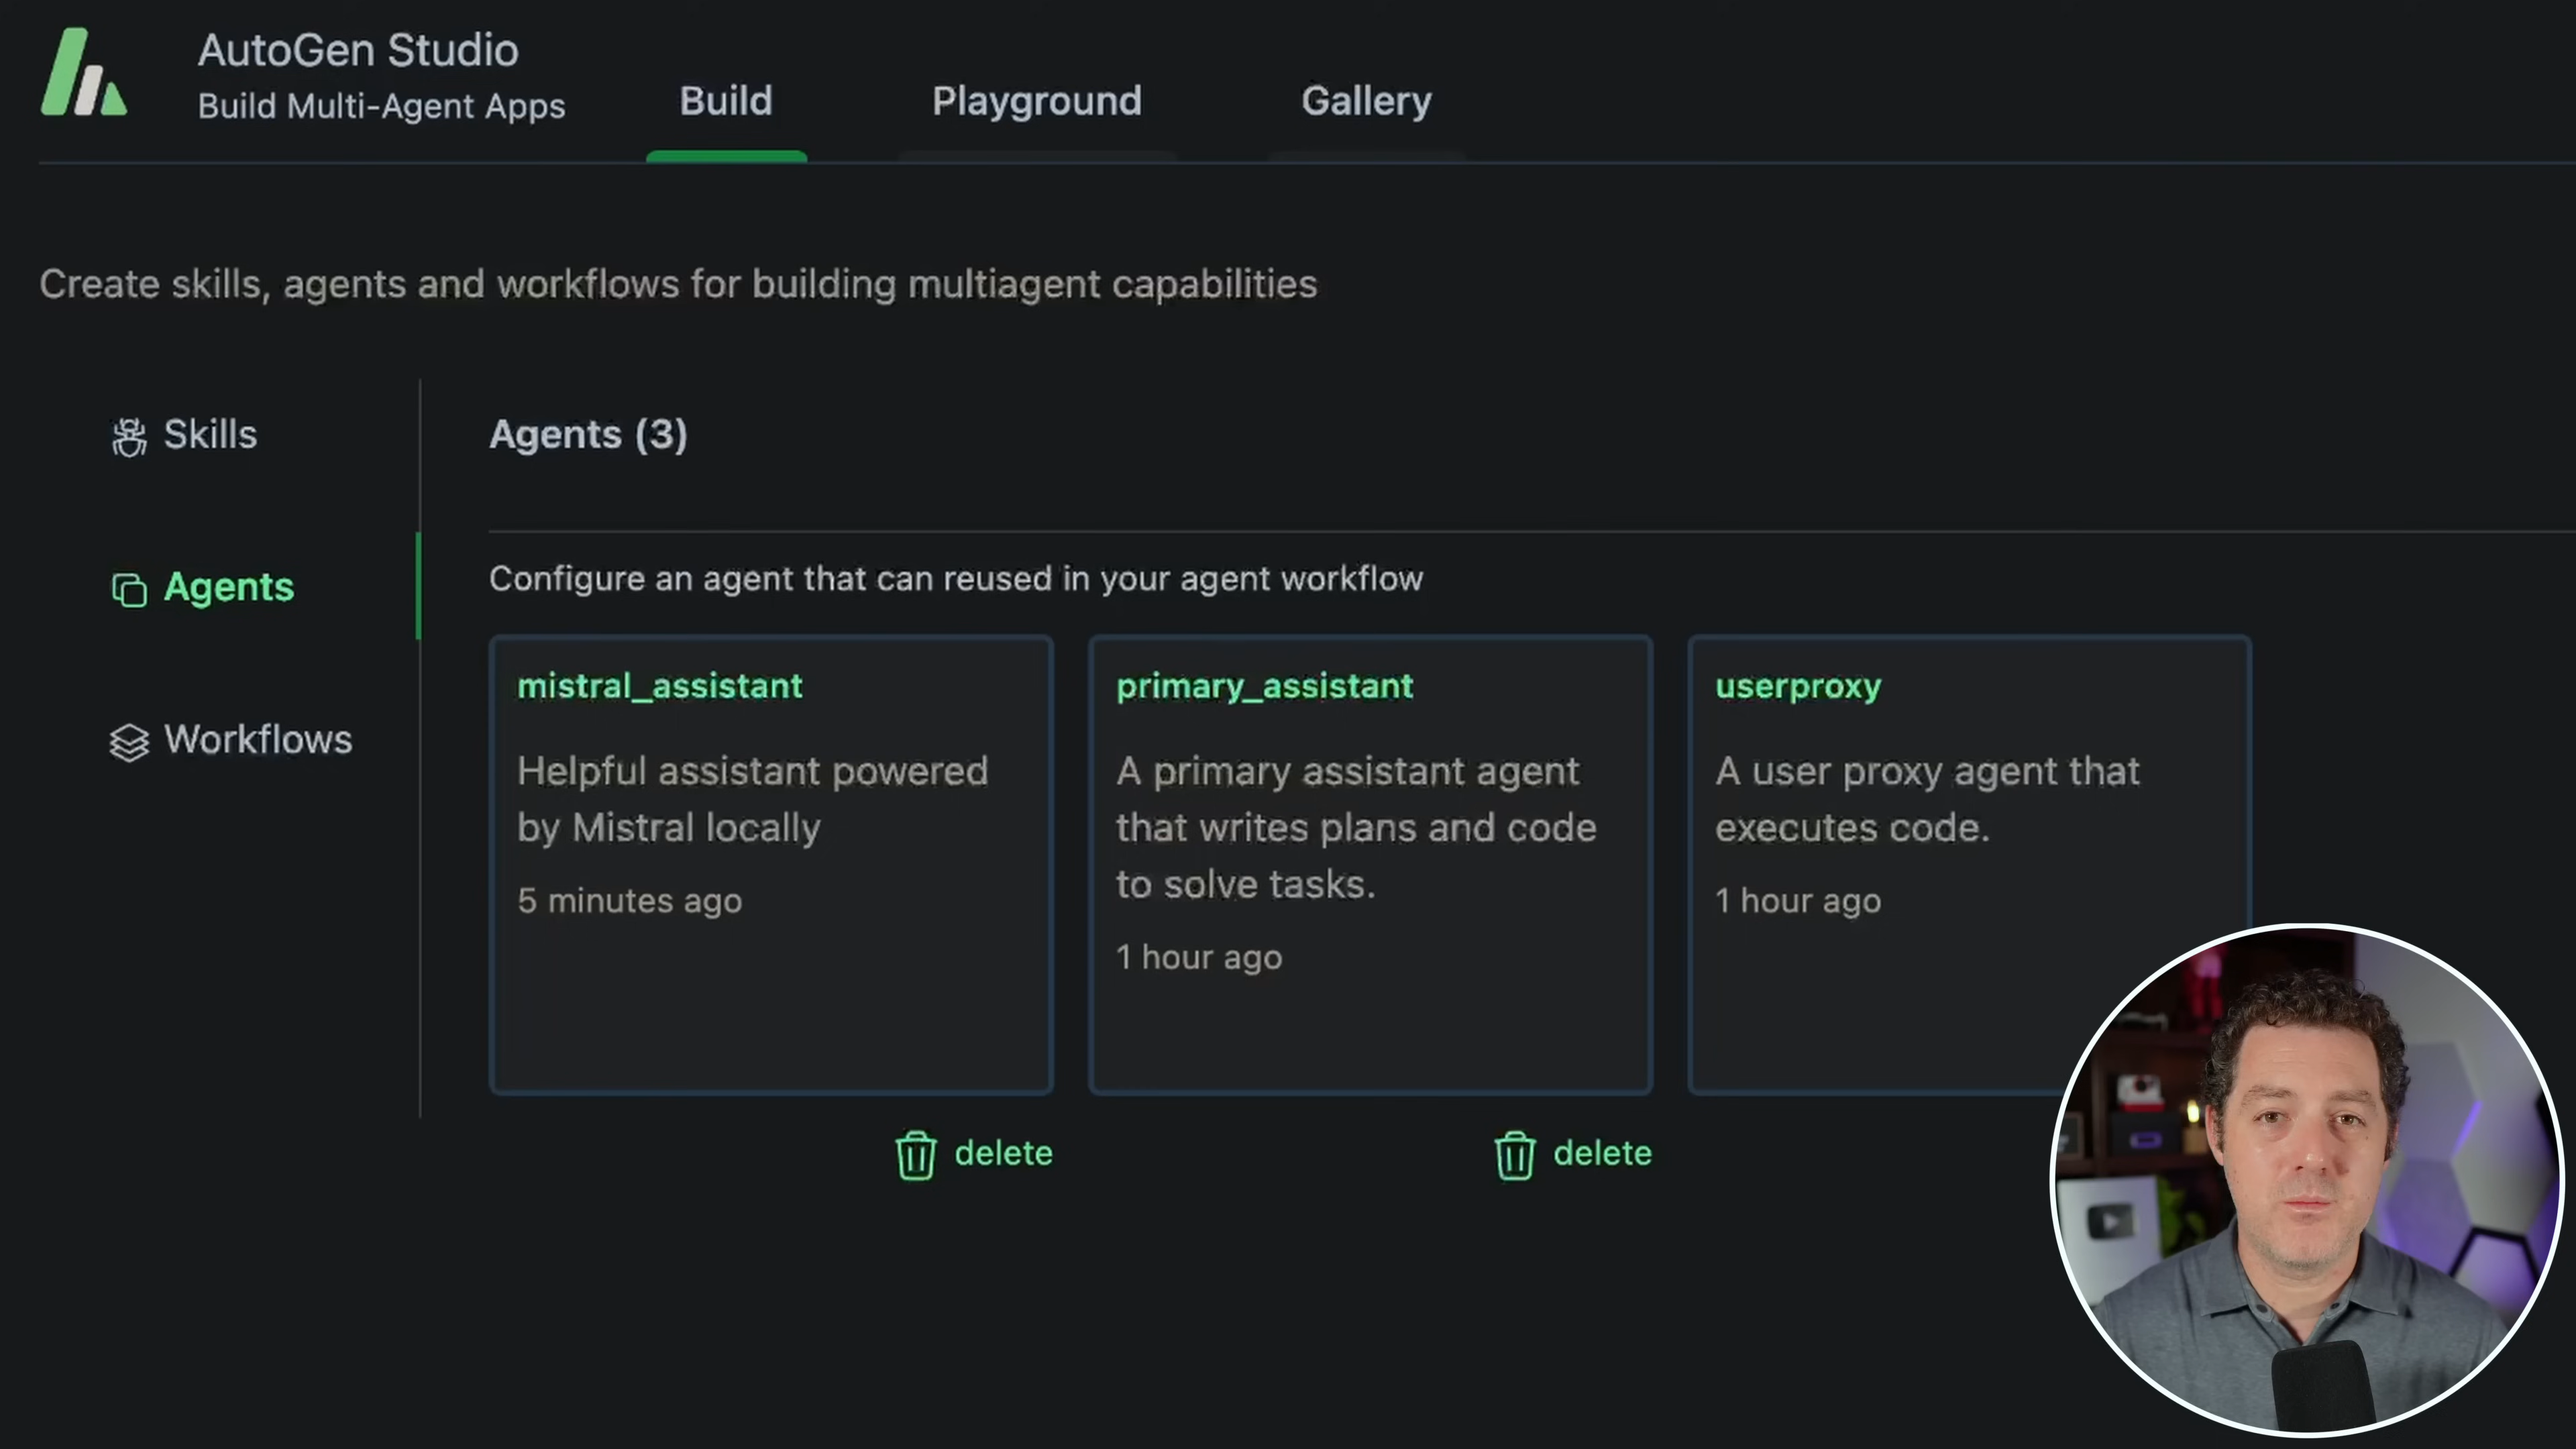 AutoGen Studio
Build Multi-Agent Apps
Build
Playground
Gallery
Create skills, agents and workflows for building multiagent capabilities
Skills
Agents
Workflows
Agents (3)
Configure an agent that can reused in your agent workflow
mistral_assistant
Helpful assistant powered
by Mistral locally
5 minutes ago
delete
primary_assistant
A primary assistant agent
that writes plans and code
to solve tasks.
1 hour ago
delete
userproxy
A user proxy agent that
executes code.
1 hour ago